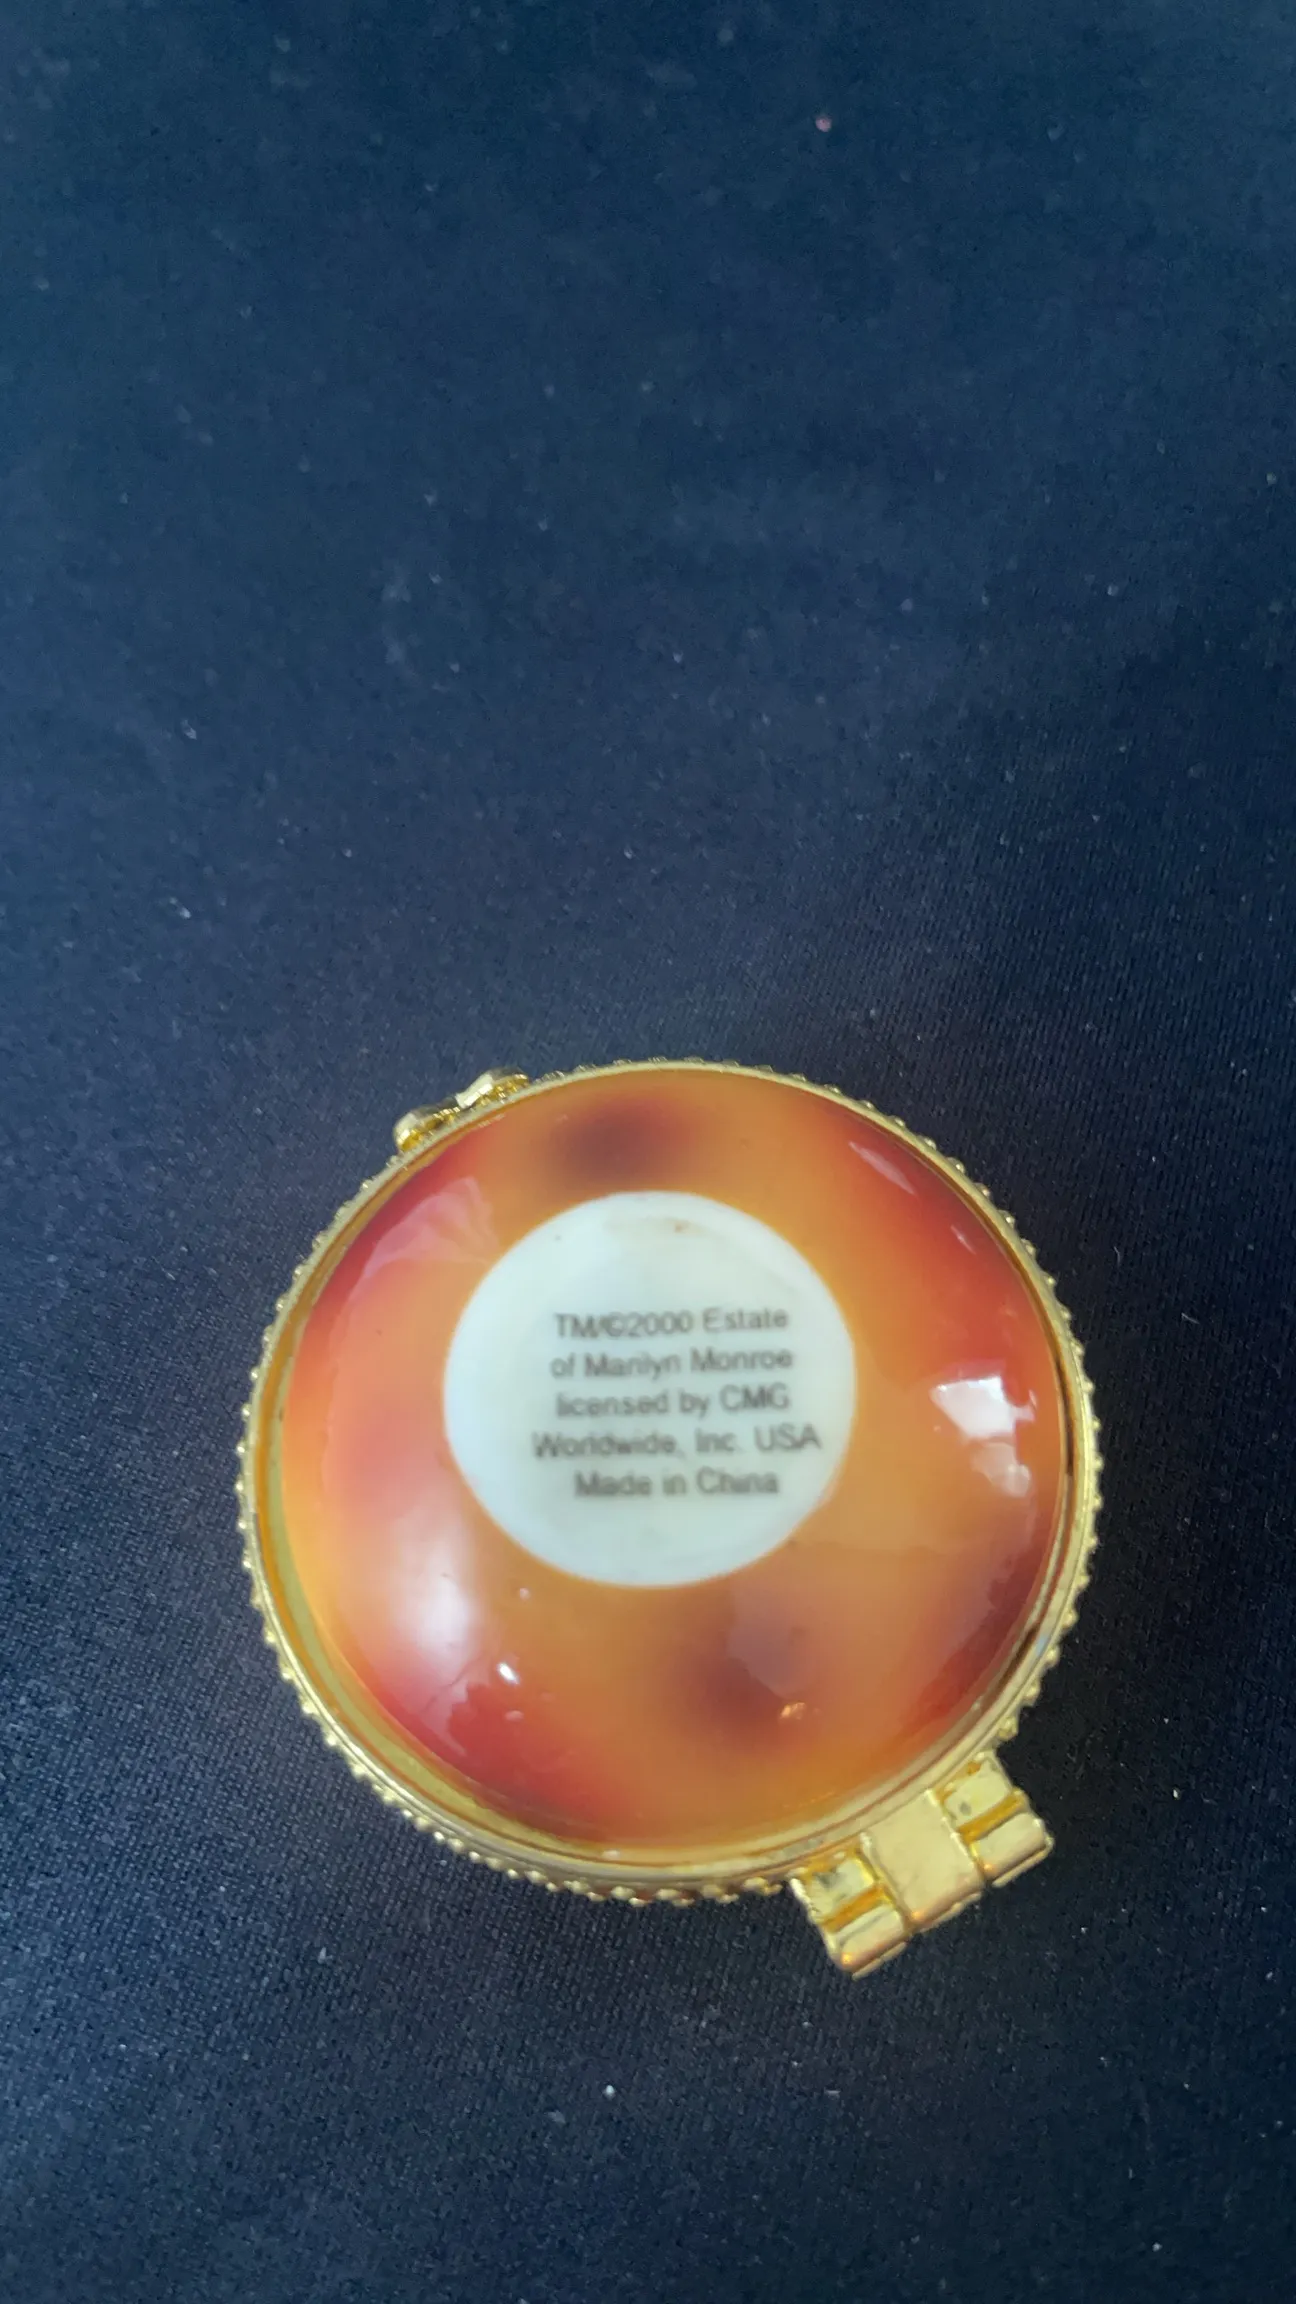 TM/©2000 Estate
of Marilyn Monroe
licensed by CMG
Worldwide, Inc. USA
Made in China